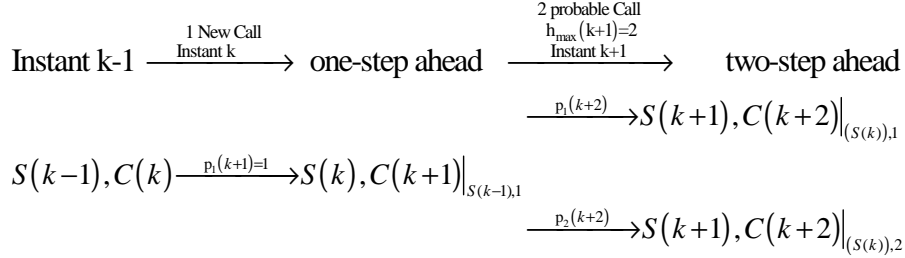 1 New Call
2 probable Call
h_max(k+1)=2
Instant k-1 Instant k one-step ahead Instant k+1 two-step ahead
p_1(k+2) S(k+1), C(k+2)|_(S(k)),1
S(k-1), C(k) p_1(k+1)=1 S(k), C(k+1)|_S(k-1),1
p_2(k+2) S(k+1), C(k+2)|_(S(k)),2